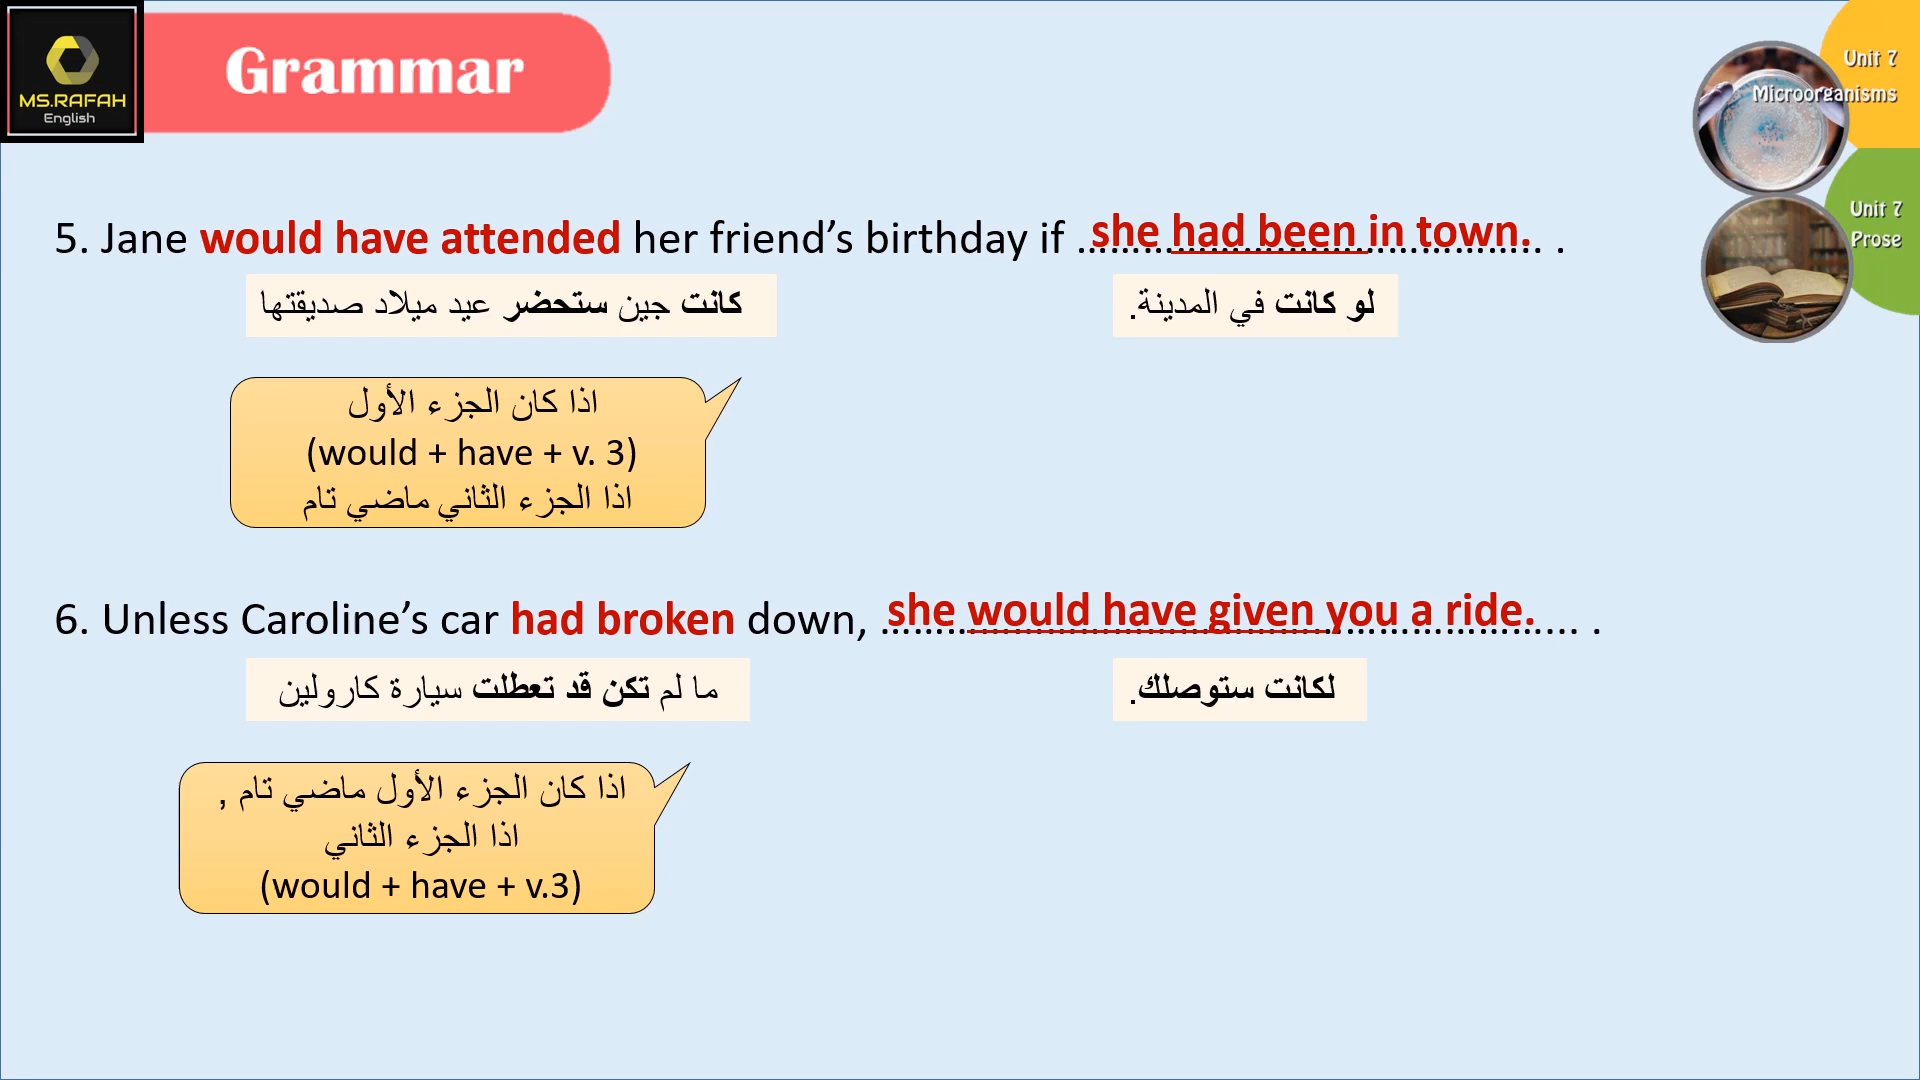 MS.RAFAH
English
Grammar
Unit 7
Microorganisms
Unit 7
Prose
5. Jane would have attended her friend’s birthday if ……………………………………… .
she had been in town.
كانت جين ستحضر عيد ميلاد صديقتها
لو كانت في المدينة.
اذا كان الجزء الأول
(would + have + v. 3)
اذا الجزء الثاني ماضي تام
6. Unless Caroline’s car had broken down, ………………………………………………………… .
she would have given you a ride.
ما لم تكن قد تعطلت سيارة كارولين
لكانت ستوصلك.
اذا كان الجزء الأول ماضي تام ,
اذا الجزء الثاني
(would + have + v.3)